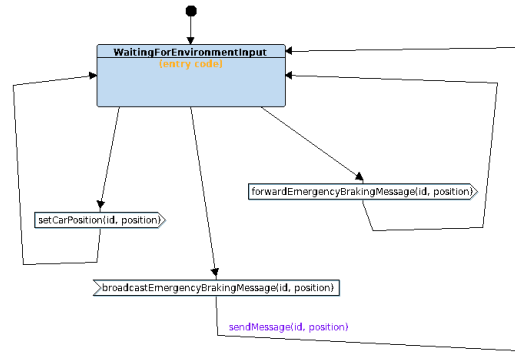 WaitingForEnvironmentInput
(entry code)
forwardEmergencyBrakingMessage(id, position)
setCarPosition(id, position)
broadcastEmergencyBrakingMessage(id, position)
sendMessage(id, position)